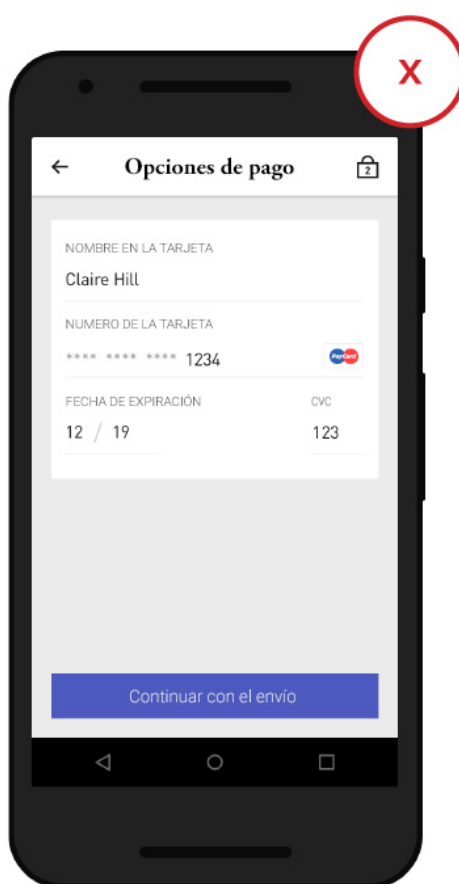 X
Opciones de pago
2
NOMBRE EN LA TARJETA
Claire Hill
NUMERO DE LA TARJETA
**** **** **** 1234
PayCard
FECHA DE EXPIRACIÓN CVC
12 / 19 123
Continuar con el envío